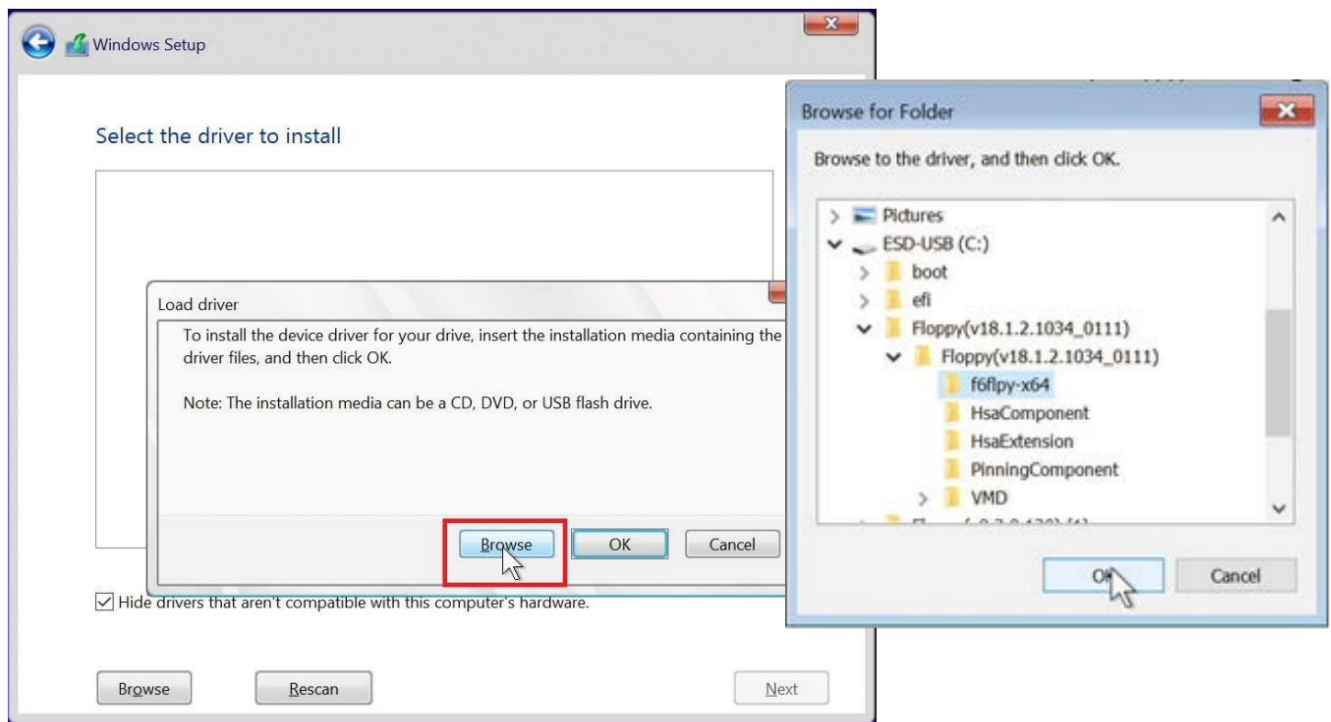 Windows Setup
Select the driver to install
Load driver
To install the device driver for your drive, insert the installation media containing the
driver files, and then click OK.
Note: The installation media can be a CD, DVD, or USB flash drive.
Browse
OK
Cancel
Hide drivers that aren't compatible with this computer's hardware.
Browse
Rescan
Next
Browse for Folder
Browse to the driver, and then click OK.
Pictures
ESD-USB (C:)
boot
efi
Floppy(v18.1.2.1034_0111)
Floppy(v18.1.2.1034_0111)
f6flpy-x64
HsaComponent
HsaExtension
PinningComponent
VMD
OK
Cancel